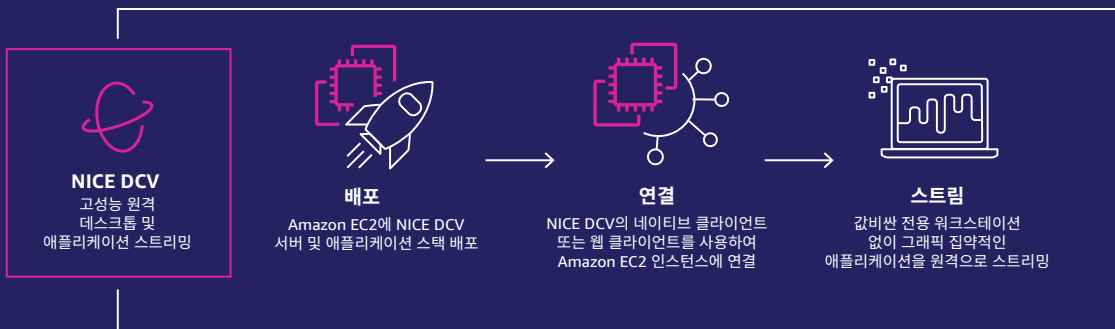 NICE DCV
고성능 원격
데스크톱 및
애플리케이션 스트리밍
배포
Amazon EC2에 NICE DCV
서버 및 애플리케이션 스택 배포
연결
NICE DCV의 네이티브 클라이언트
또는 웹 클라이언트를 사용하여
Amazon EC2 인스턴스에 연결
스트림
값비싼 전용 워크스테이션
없이 그래픽 집약적인
애플리케이션을 원격으로 스트리밍